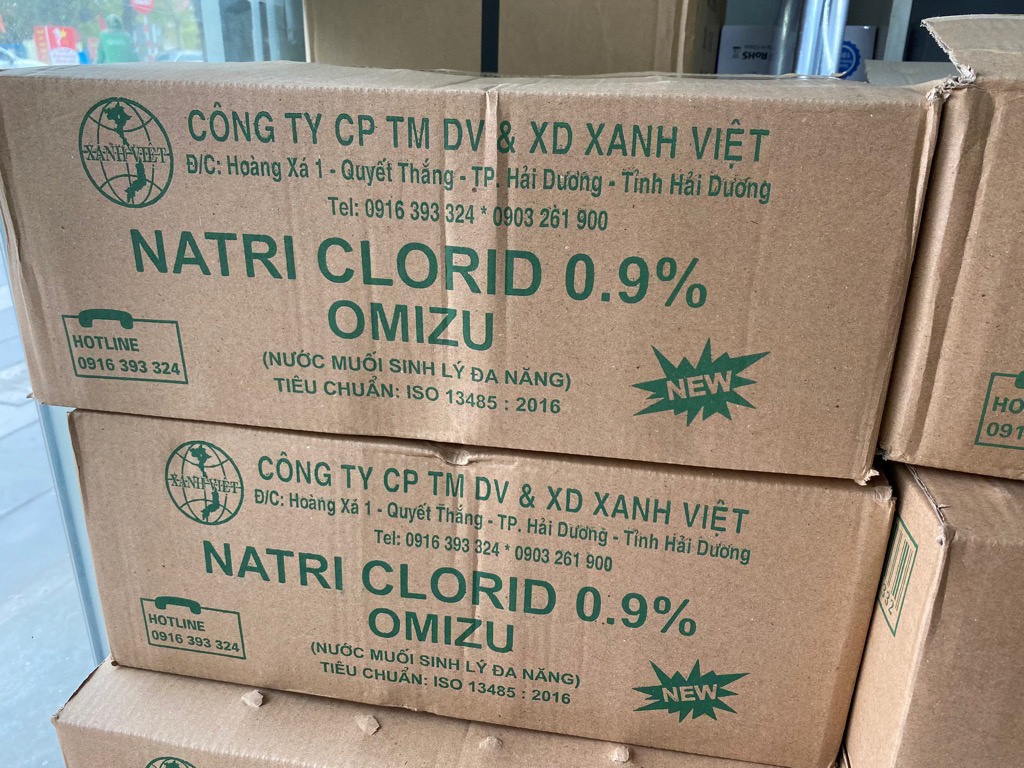 RoHS
XANH VIỆT
CÔNG TY CP TM DV & XD XANH VIỆT
Đ/C: Hoàng Xá 1 - Quyết Thắng - TP. Hải Dương - Tỉnh Hải Dương
Tel: 0916 393 324 * 0903 261 900
NATRI CLORID 0.9%
OMIZU
(NƯỚC MUỐI SINH LÝ ĐA NĂNG)
TIÊU CHUẨN: ISO 13485 : 2016
HOTLINE
0916 393 324
NEW
XANH VIỆT
CÔNG TY CP TM DV & XD XANH VIỆT
Đ/C: Hoàng Xá 1 - Quyết Thắng - TP. Hải Dương - Tỉnh Hải Dương
Tel: 0916 393 324 * 0903 261 900
NATRI CLORID 0.9%
OMIZU
(NƯỚC MUỐI SINH LÝ ĐA NĂNG)
TIÊU CHUẨN: ISO 13485 : 2016
HOTLINE
0916 393 324
NEW
HO
091